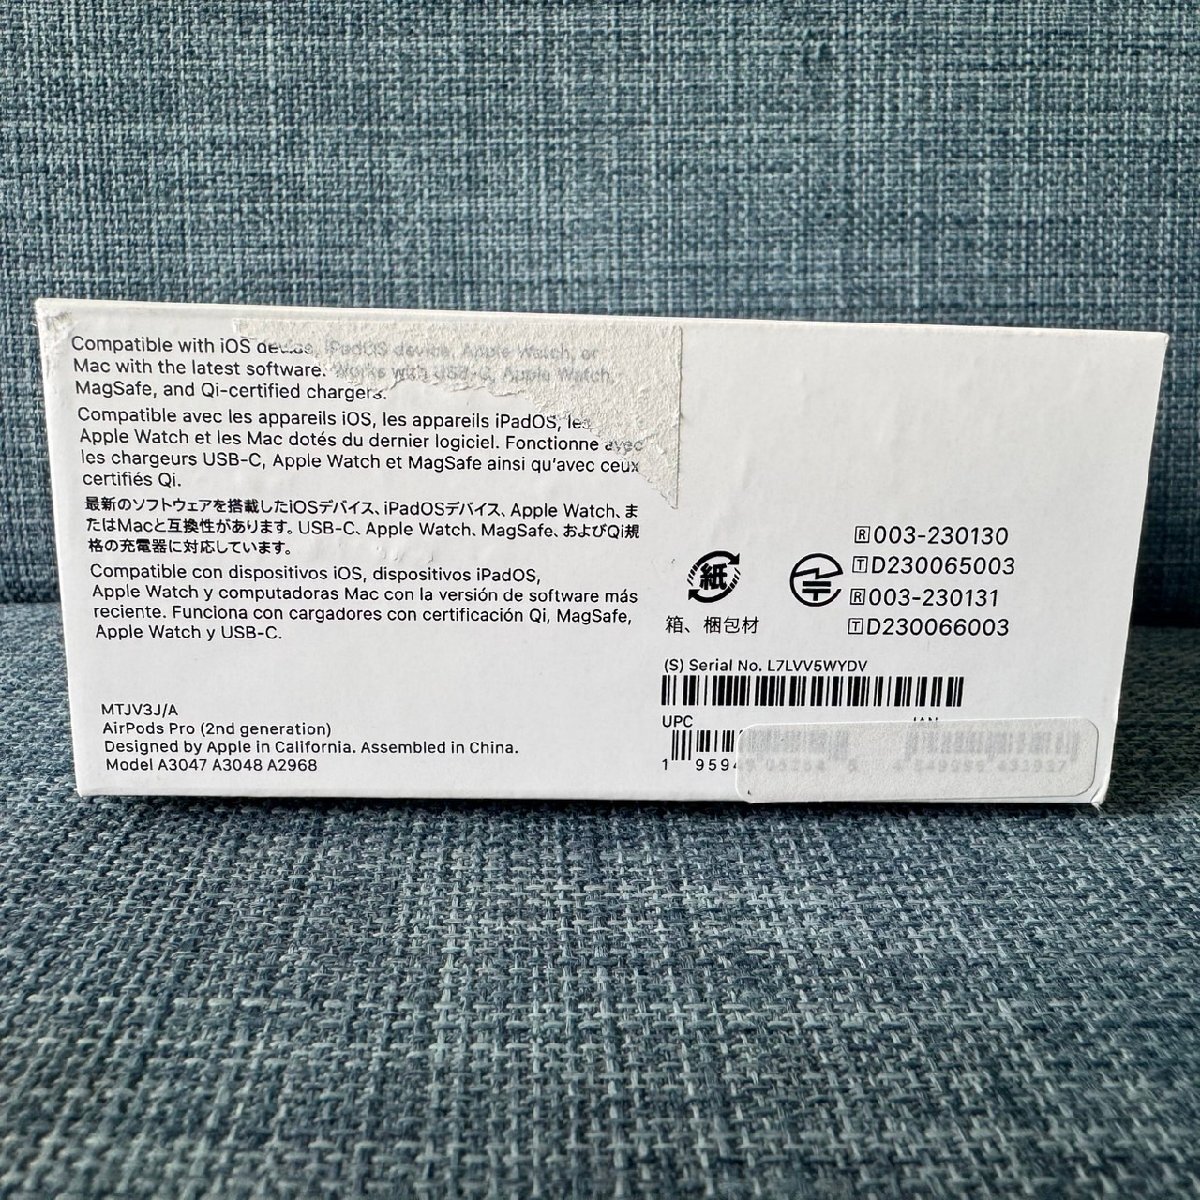 Compatible with iOS device, iPadOS device, Apple Watch, or
Mac with the latest software. Works with USB-C, Apple Watch,
MagSafe, and Qi-certified chargers.
Compatible avec les appareils iOS, les appareils iPadOS, les
Apple Watch et les Mac dotés du dernier logiciel. Fonctionne avec
les chargeurs USB-C, Apple Watch et MagSafe ainsi qu'avec ceux
certifiés Qi.
最新のソフトウェアを搭載したiOSデバイス、iPadOSデバイス、Apple Watch、ま
たはMacと互換性があります。USB-C、Apple Watch、MagSafe、およびQi規
格の充電器に対応しています。
Compatible con dispositivos iOS, dispositivos iPadOS,
Apple Watch y computadoras Mac con la versión de software más
reciente. Funciona con cargadores con certificación Qi, MagSafe,
Apple Watch y USB-C.
MTJV3J/A
AirPods Pro (2nd generation)
Designed by Apple in California. Assembled in China.
Model A3047 A3048 A2968
紙
箱、梱包材
R 003-230130
T D230065003
R 003-231131
T D230066003
(S) Serial No. L7LVV5WYDV
UPC
1 9594